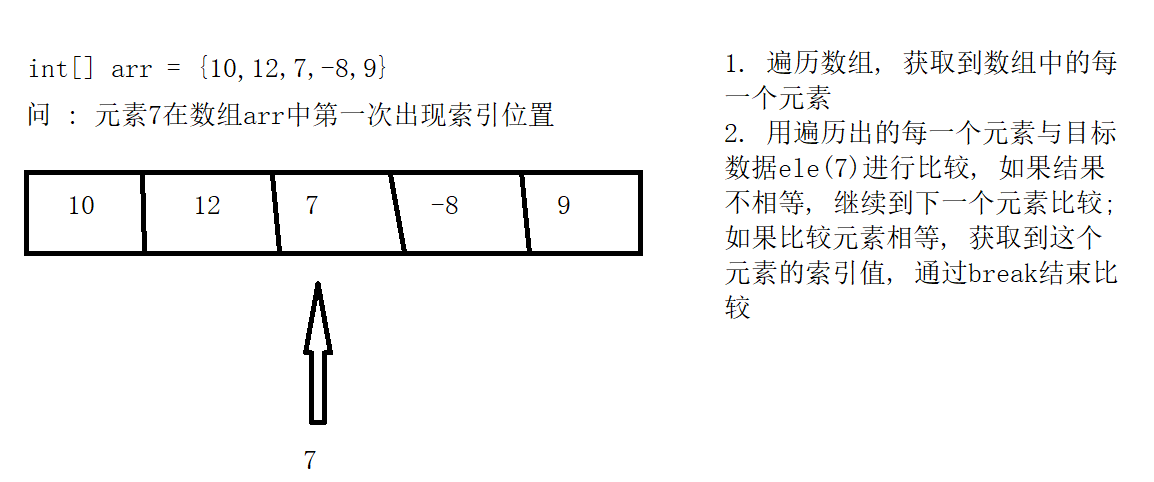 int[] arr = {10,12,7,-8,9}
问 : 元素7在数组arr中第一次出现索引位置
10 12 7 -8 9
7
1. 遍历数组, 获取到数组中的每
一个元素
2. 用遍历出的每一个元素与目标
数据ele(7)进行比较, 如果结果
不相等, 继续到下一个元素比较;
如果比较元素相等, 获取到这个
元素的索引值, 通过break结束比
较